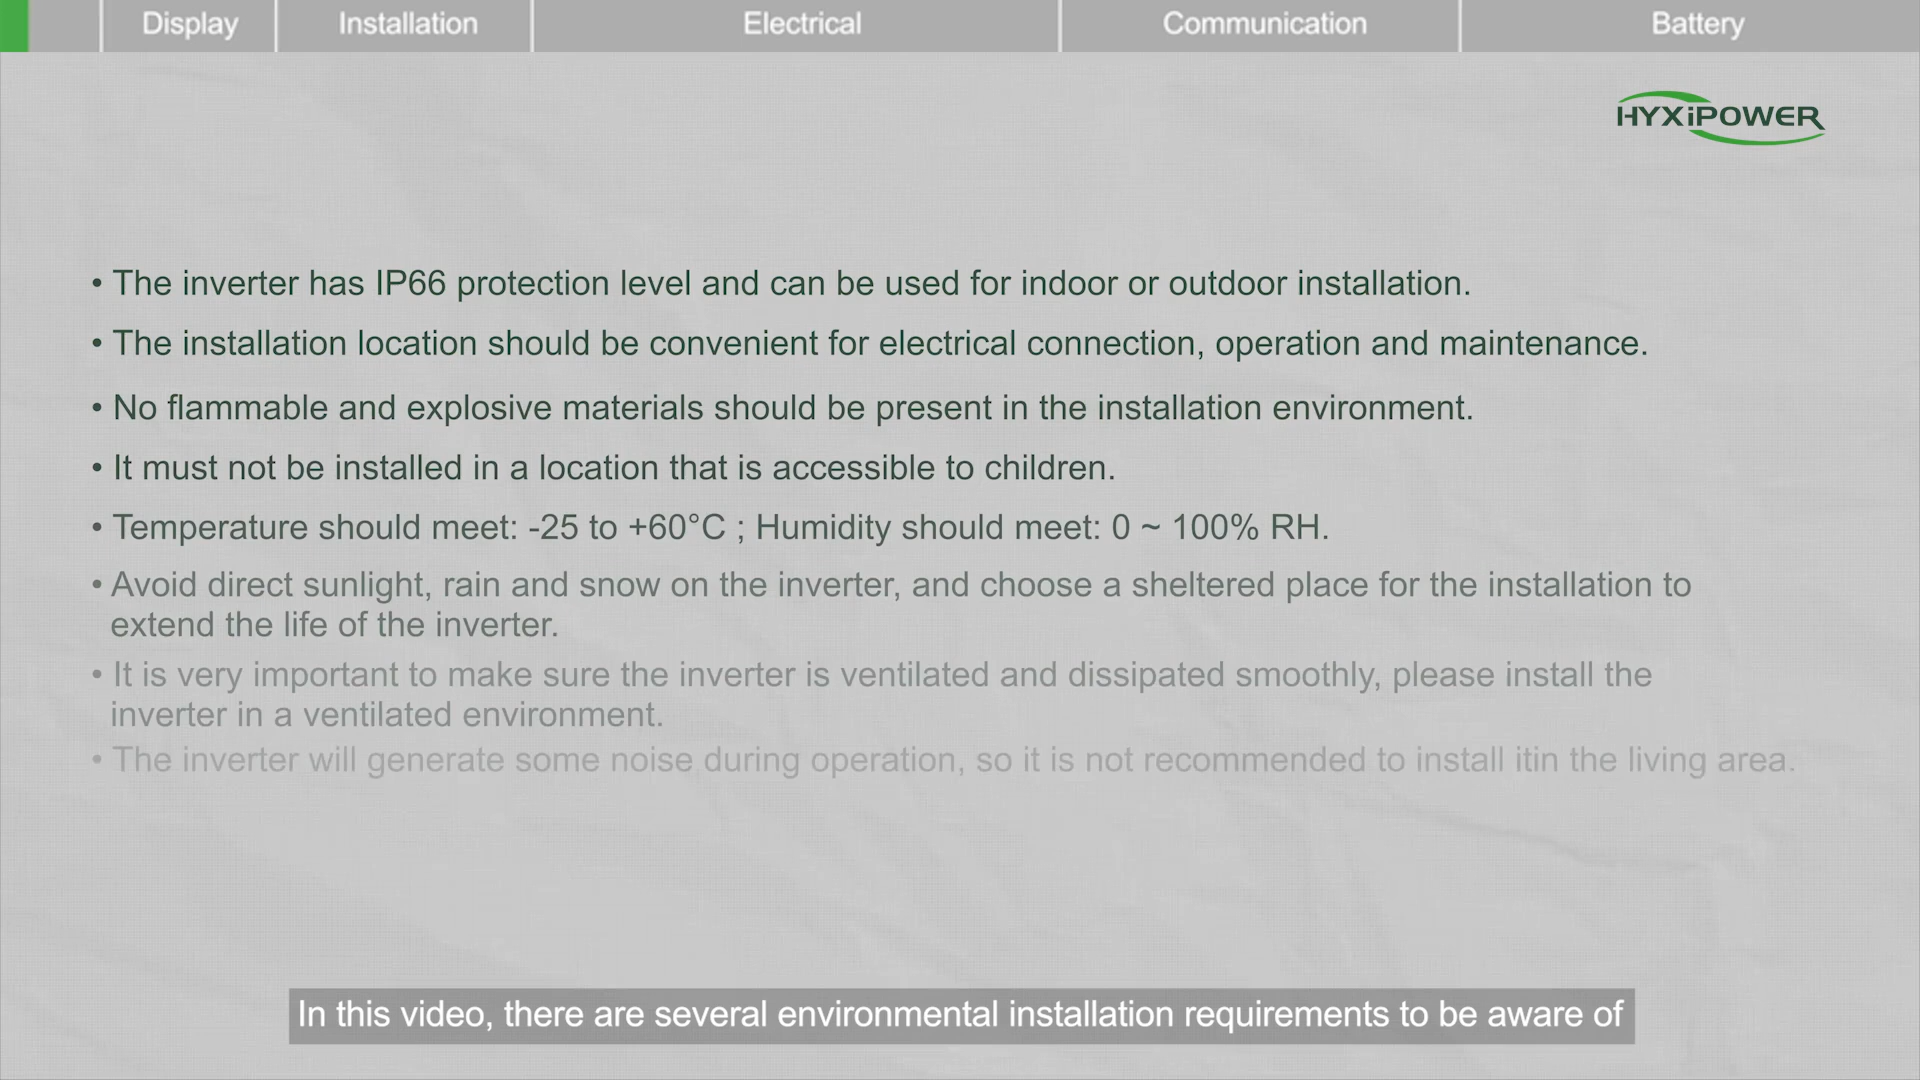 Display Installation Electrical Communication Battery
HYXiPOWER
• The inverter has IP66 protection level and can be used for indoor or outdoor installation.
• The installation location should be convenient for electrical connection, operation and maintenance.
• No flammable and explosive materials should be present in the installation environment.
• It must not be installed in a location that is accessible to children.
• Temperature should meet: -25 to +60°C ; Humidity should meet: 0 ~ 100% RH.
• Avoid direct sunlight, rain and snow on the inverter, and choose a sheltered place for the installation to
extend the life of the inverter.
• It is very important to make sure the inverter is ventilated and dissipated smoothly, please install the
inverter in a ventilated environment.
• The inverter will generate some noise during operation, so it is not recommended to install itin the living area.
In this video, there are several environmental installation requirements to be aware of